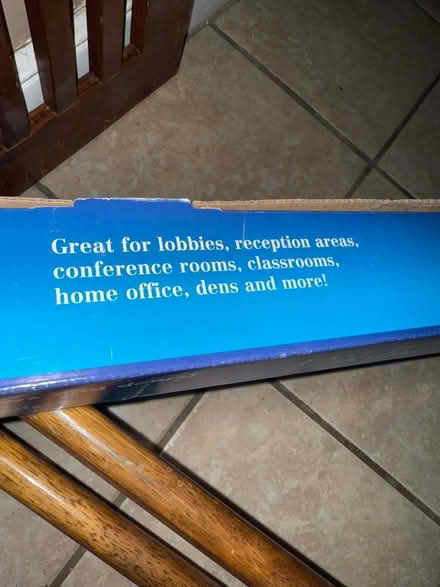 Great for lobbies, reception areas,
conference rooms, classrooms,
home office, dens and more!